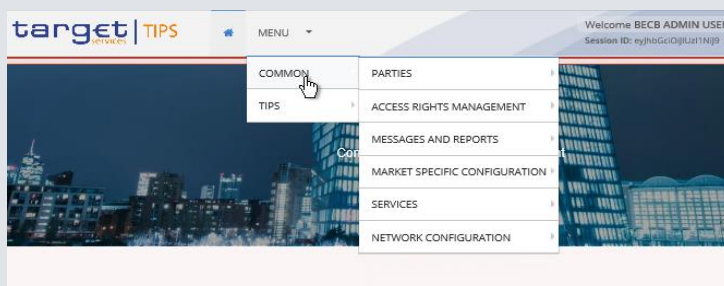 target | TIPS
services
MENU
Welcome BECB ADMIN USER
Session ID: eyJhbGciOiJIUzI1NiJ9
COMMON
PARTIES
TIPS
ACCESS RIGHTS MANAGEMENT
MESSAGES AND REPORTS
MARKET SPECIFIC CONFIGURATION
SERVICES
NETWORK CONFIGURATION